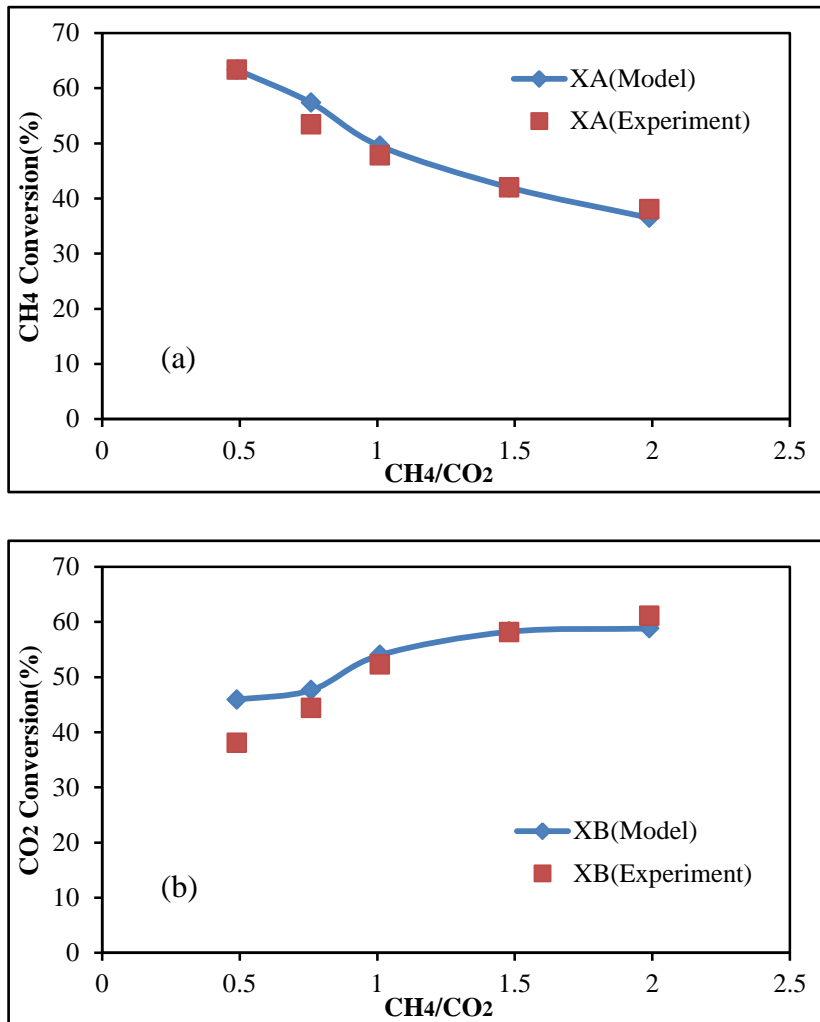 70
60
50
40
30
20
10
0
CH4 Conversion(%)
XA(Model)
XA(Experiment)
(a)
0 0.5 1 1.5 2 2.5
CH4/CO2
70
60
50
40
30
20
10
0
CO2 Conversion(%)
XB(Model)
XB(Experiment)
(b)
0 0.5 1 1.5 2 2.5
CH4/CO2